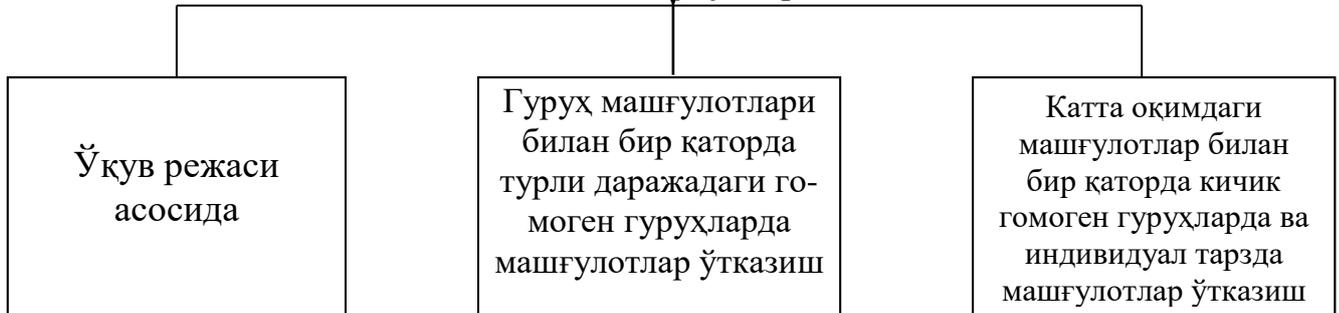 Ўқув режаси
асосида
Гуруҳ машғулотлари
билан бир қаторда
турли даражадаги го-
моген гуруҳларда
машғулотлар ўтказиш
Катта оқимдаги
машғулотлар билан
бир қаторда кичик
гомоген гуруҳларда ва
индивидуал тарзда
машғулотлар ўтказиш